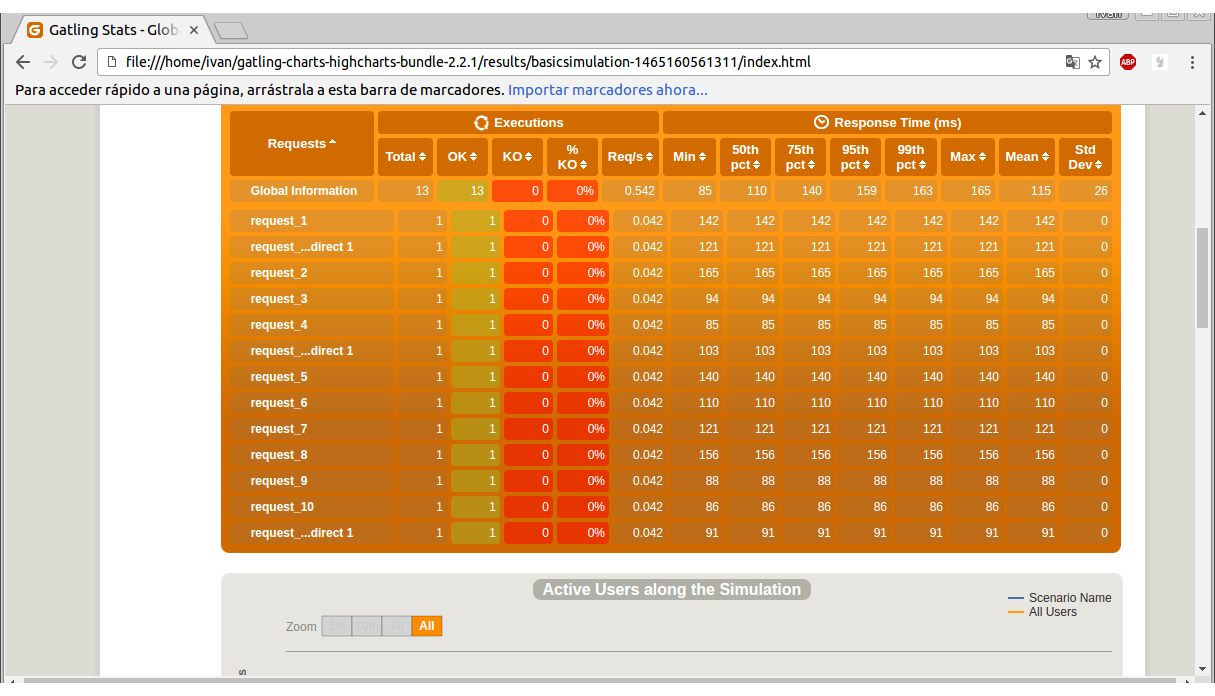 Ivan
Gatling Stats - Glob
file:///home/ivan/gatling-charts-highcharts-bundle-2.2.1/results/basicsimulation-1465160561311/index.html
ABP
Para acceder rápido a una página, arrástrala a esta barra de marcadores. Importar marcadores ahora...
Executions Response Time (ms)
Requests Total OK KO % KO Req/s Min 50th pct 75th pct 95th pct 99th pct Max Mean Std Dev
Global Information 13 13 0 0% 0.542 85 110 140 159 163 165 115 26
request_1 1 1 0 0% 0.042 142 142 142 142 142 142 142 0
request_...direct 1 1 1 0 0% 0.042 121 121 121 121 121 121 121 0
request_2 1 1 0 0% 0.042 165 165 165 165 165 165 165 0
request_3 1 1 0 0% 0.042 94 94 94 94 94 94 94 0
request_4 1 1 0 0% 0.042 85 85 85 85 85 85 85 0
request_...direct 1 1 1 0 0% 0.042 103 103 103 103 103 103 103 0
request_5 1 1 0 0% 0.042 140 140 140 140 140 140 140 0
request_6 1 1 0 0% 0.042 110 110 110 110 110 110 110 0
request_7 1 1 0 0% 0.042 121 121 121 121 121 121 121 0
request_8 1 1 0 0% 0.042 156 156 156 156 156 156 156 0
request_9 1 1 0 0% 0.042 88 88 88 88 88 88 88 0
request_10 1 1 0 0% 0.042 86 86 86 86 86 86 86 0
request_...direct 1 1 1 0 0% 0.042 91 91 91 91 91 91 91 0
Active Users along the Simulation
Scenario Name
All Users
Zoom 1m 10m 1h All